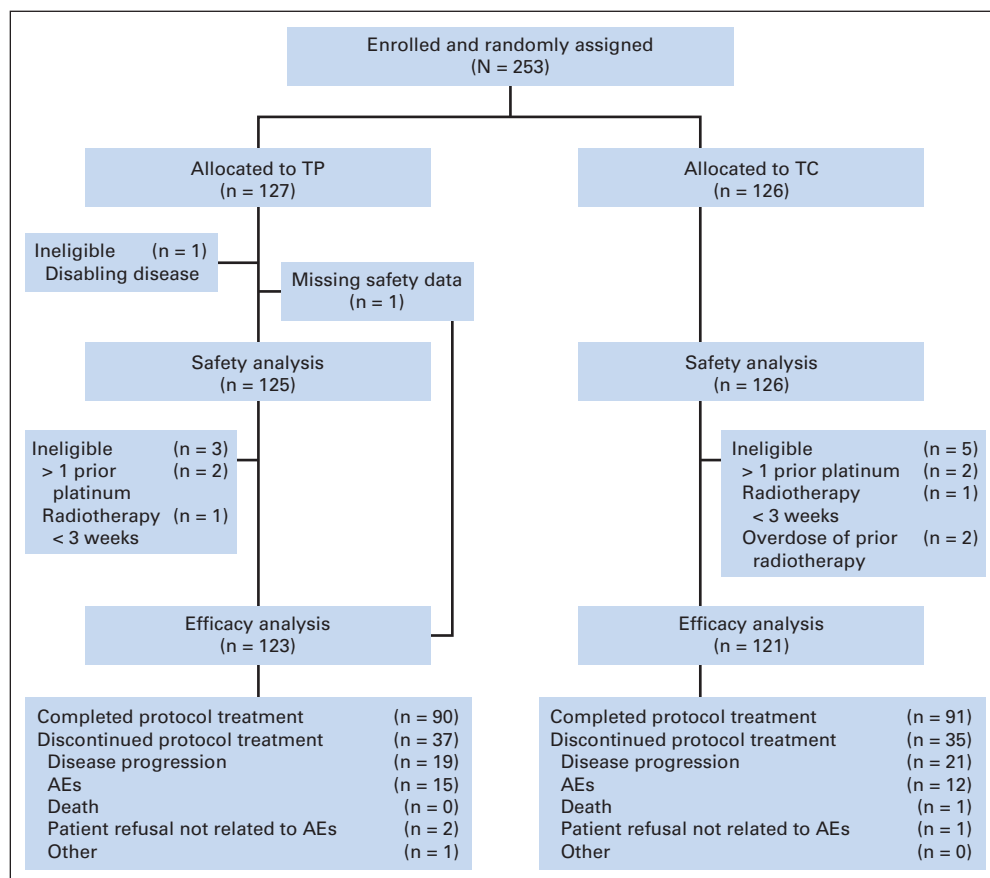 Enrolled and randomly assigned
(N = 253)
Allocated to TP
(n = 127)
Allocated to TC
(n = 126)
Ineligible (n = 1)
Disabling disease
Missing safety data
(n = 1)
Safety analysis
(n = 125)
Safety analysis
(n = 126)
Ineligible (n = 3)
> 1 prior (n = 2)
platinum
Radiotherapy (n = 1)
< 3 weeks
Ineligible (n = 5)
> 1 prior platinum (n = 2)
Radiotherapy (n = 1)
< 3 weeks
Overdose of prior (n = 2)
radiotherapy
Efficacy analysis
(n = 123)
Efficacy analysis
(n = 121)
Completed protocol treatment (n = 90)
Discontinued protocol treatment (n = 37)
Disease progression (n = 19)
AEs (n = 15)
Death (n = 0)
Patient refusal not related to AEs (n = 2)
Other (n = 1)
Completed protocol treatment (n = 91)
Discontinued protocol treatment (n = 35)
Disease progression (n = 21)
AEs (n = 12)
Death (n = 1)
Patient refusal not related to AEs (n = 1)
Other (n = 0)